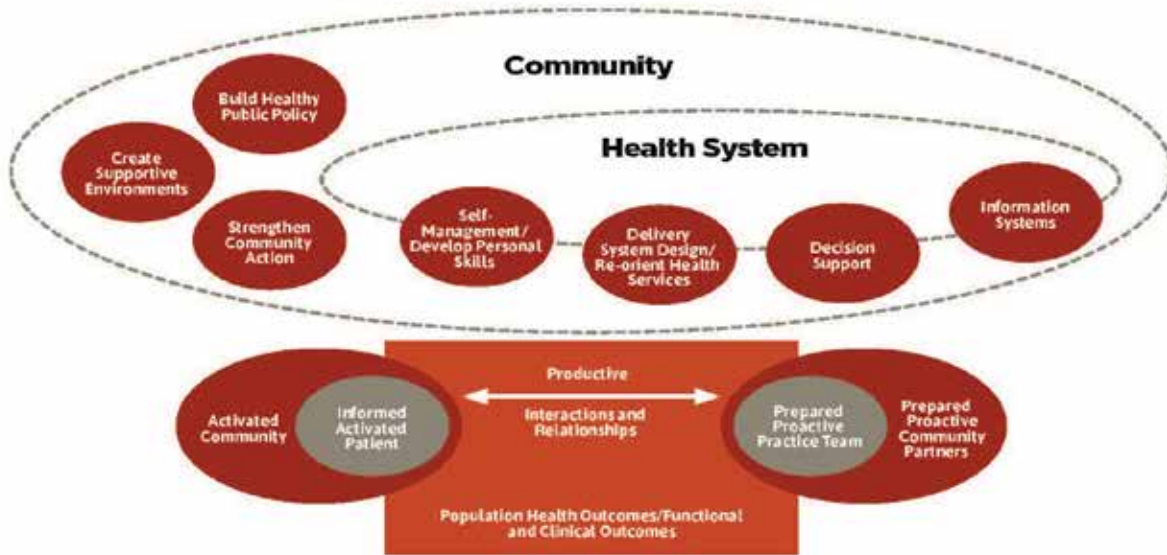 Community
Build Healthy
Public Policy
Health System
Create
Supportive
Environments
Strengthen
Community
Action
Self-
Management/
Develop Personal
Skills
Delivery
System Design/
Re-orient Health
Services
Decision
Support
Information
Systems
Activated
Community
Informed
Activated
Patient
Productive
Interactions and
Relationships
Prepared
Proactive
Practice Team
Prepared
Proactive
Community
Partners
Population Health Outcomes/Functional
and Clinical Outcomes